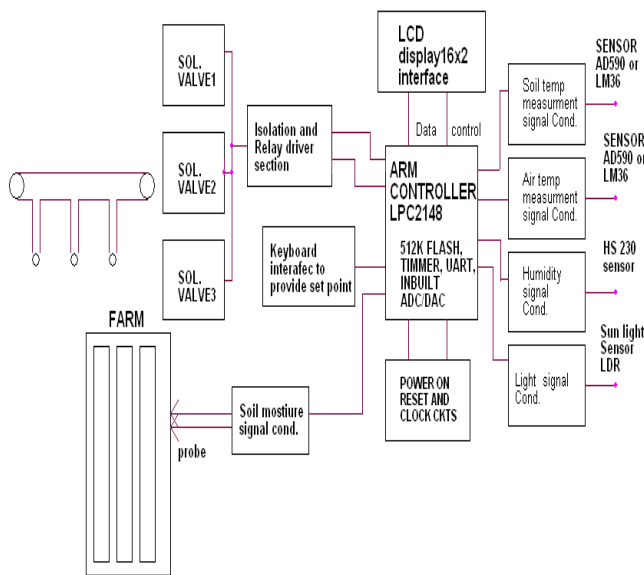 SOL.
VALVE1
SOL.
VALVE2
SOL.
VALVE3
Isolation and
Relay driver
section
LCD
display16x2
interface
Data
control
ARM
CONTROLLER
LPC2148
512K FLASH,
TIMMER, UART,
INBUILT
ADC/DAC
Keyboard
interafec to
provide set point
POWER ON
RESET AND
CLOCK CKTS
Soil temp
measurment
signal Cond.
SENSOR
AD590 or
LM36
Air temp
measurment
signal Cond.
SENSOR
AD590 or
LM36
Humidity
signal
Cond.
HS 230
sensor
Light signal
Cond.
Sun light
Sensor
LDR
FARM
probe
Soil mostiure
signal cond.